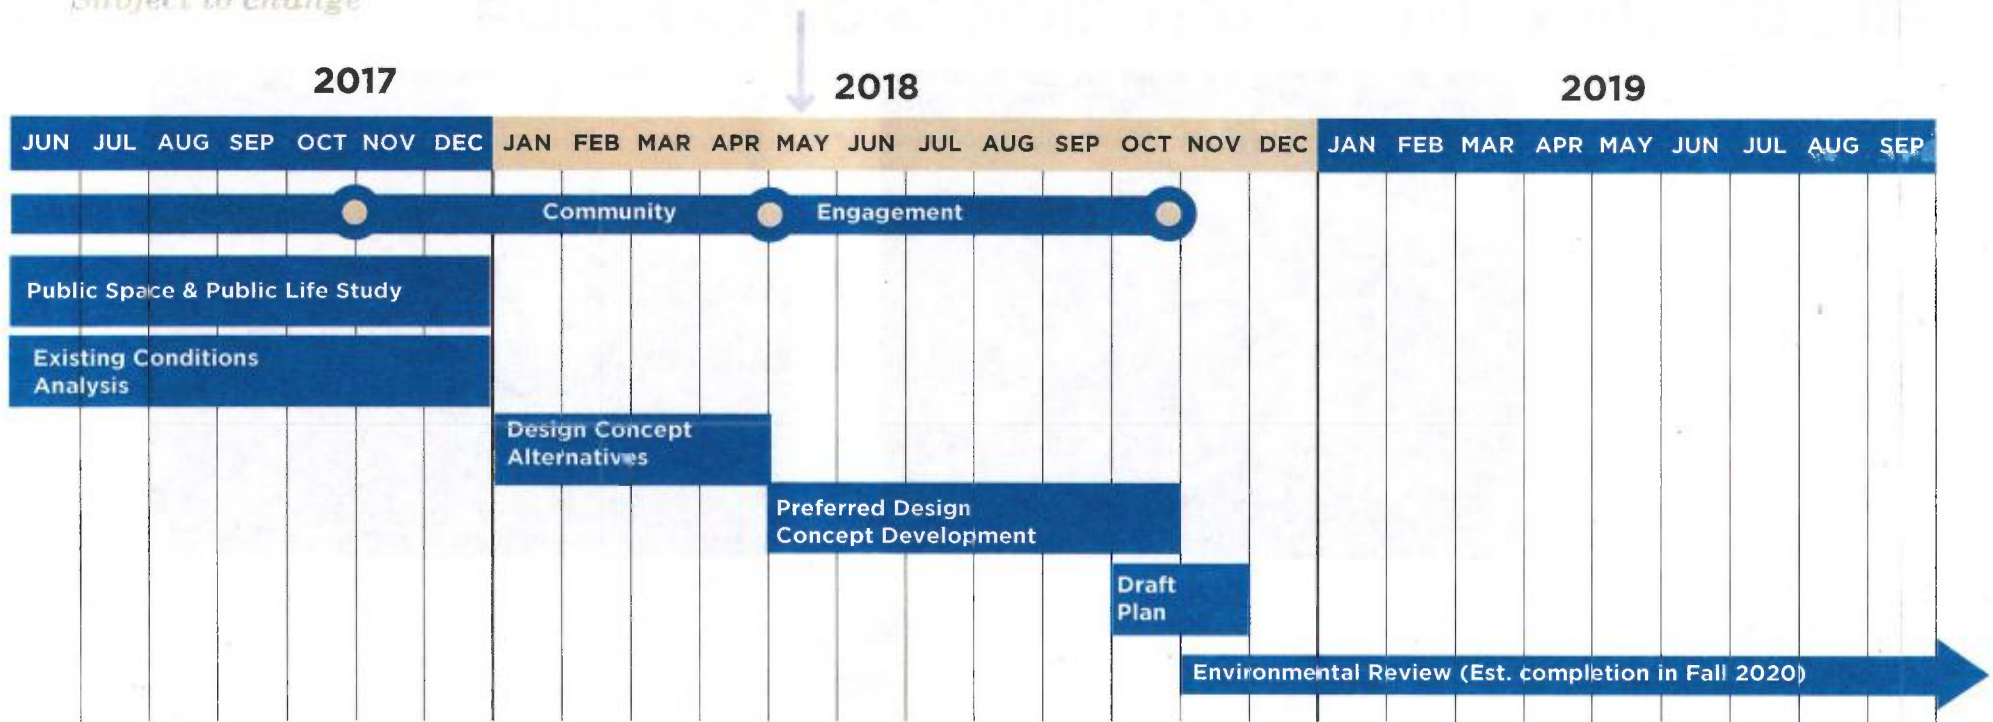 Subject to change
2017 2018 2019
JUN JUL AUG SEP OCT NOV DEC JAN FEB MAR APR MAY JUN JUL AUG SEP OCT NOV DEC JAN FEB MAR APR MAY JUN JUL AUG SEP
Community Engagement
Public Space & Public Life Study
Existing Conditions
Analysis
Design Concept
Alternatives
Preferred Design
Concept Development
Draft
Plan
Environmental Review (Est. completion in Fall 2020)